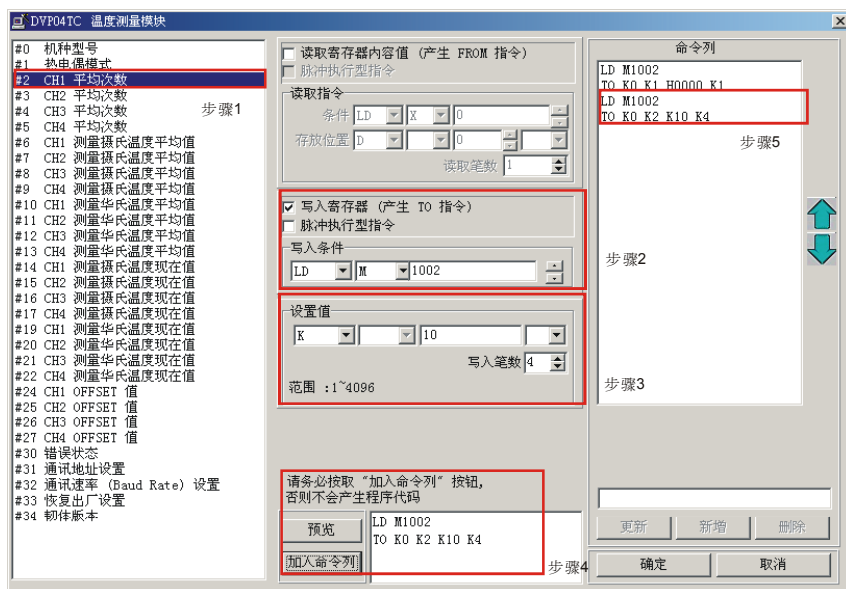 DVP04TC 温度测量模块
#0 机种型号
#1 热电偶模式
#2 CH1 平均次数
#3 CH2 平均次数
#4 CH3 平均次数
#5 CH4 平均次数
#6 CH1 测量摄氏温度平均值
#7 CH2 测量摄氏温度平均值
#8 CH3 测量摄氏温度平均值
#9 CH4 测量摄氏温度平均值
#10 CH1 测量华氏温度平均值
#11 CH2 测量华氏温度平均值
#12 CH3 测量华氏温度平均值
#13 CH4 测量华氏温度平均值
#14 CH1 测量摄氏温度现在值
#15 CH2 测量摄氏温度现在值
#16 CH3 测量摄氏温度现在值
#17 CH4 测量摄氏温度现在值
#19 CH1 测量华氏温度现在值
#20 CH2 测量华氏温度现在值
#21 CH3 测量华氏温度现在值
#22 CH4 测量华氏温度现在值
#24 CH1 OFFSET 值
#25 CH2 OFFSET 值
#26 CH3 OFFSET 值
#27 CH4 OFFSET 值
#30 错误状态
#31 通讯地址设置
#32 通讯速率 (Baud Rate) 设置
#33 恢复出厂设置
#34 韧体版本
步骤1
读取寄存器内容值 (产生 FROM 指令)
脉冲执行型指令
读取指令
条件 LD X 0
存放位置 D 0
读取笔数 1
写入寄存器 (产生 TO 指令)
脉冲执行型指令
写入条件
LD M 1002
设置值
K 10
写入笔数 4
范围 :1~4096
请务必按取 “加入命令列” 按钮,
否则不会产生程序代码
预览
加入命令列
LD M1002
TO K0 K2 K10 K4
步骤4
命令列
LD M1002
TO K0 K1 H0000 K1
LD M1002
TO K0 K2 K10 K4
步骤5
步骤2
步骤3
更新 新增 删除
确定 取消